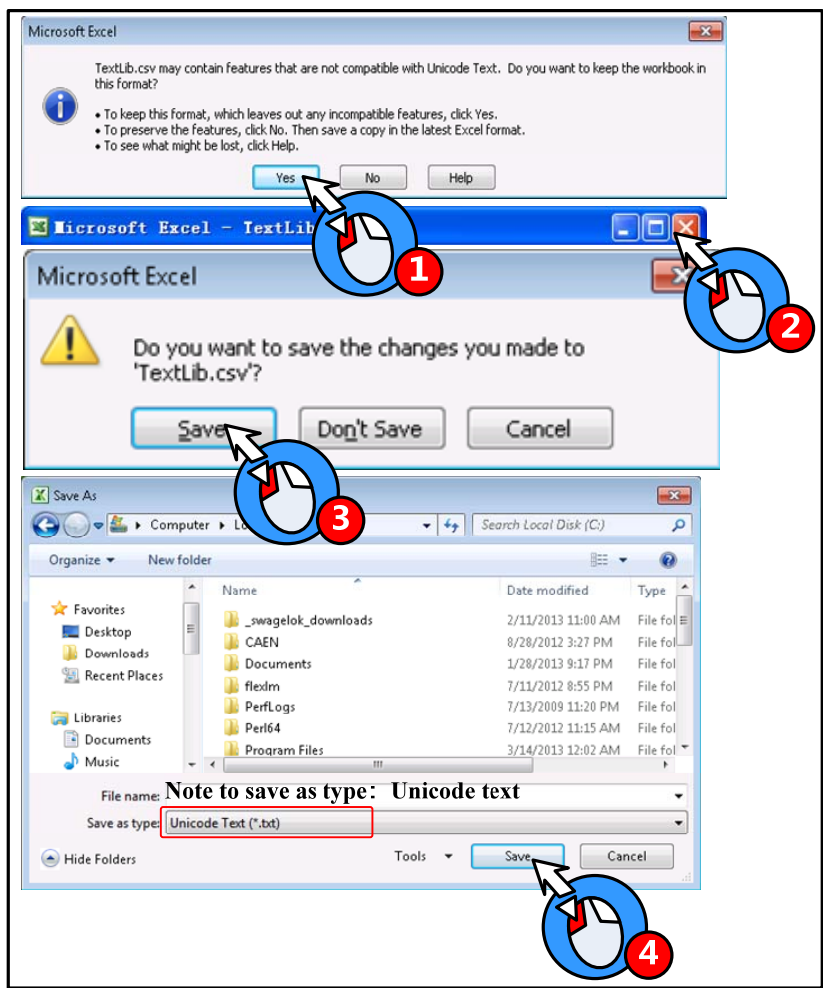 Microsoft Excel
TextLib.csv may contain features that are not compatible with Unicode Text. Do you want to keep the workbook in
this format?
• To keep this format, which leaves out any incompatible features, click Yes.
• To preserve the features, click No. Then save a copy in the latest Excel format.
• To see what might be lost, click Help.
Yes No Help
Microsoft Excel - TextLib
1
2
Microsoft Excel
Do you want to save the changes you made to
'TextLib.csv'?
Save Don't Save Cancel
3
Save As
Computer Search Local Disk (C:)
Organize New folder
Name Date modified Type
Favorites
Desktop
Downloads
Recent Places
Libraries
Documents
Music
_swagelok_downloads 2/11/2013 11:00 AM File fol
CAEN 8/28/2012 3:27 PM File fol
Documents 1/28/2013 9:17 PM File fol
flexlm 7/11/2012 8:55 PM File fol
PerfLogs 7/13/2009 11:20 PM File fol
Perl64 7/12/2012 11:15 AM File fol
Program Files 3/14/2013 12:02 AM File fol
File name: Note to save as type: Unicode text
Save as type: Unicode Text (*.txt)
Hide Folders Tools Save Cancel
4